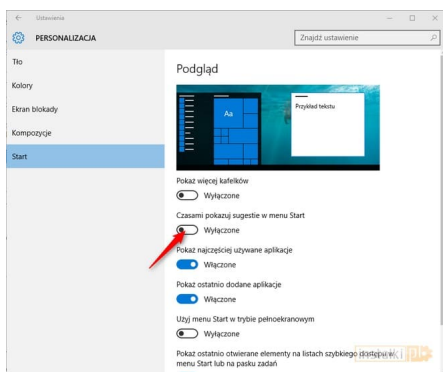 Ustawienia
PERSONALIZACJA
Znajdź ustawienie
Tło
Kolory
Ekran blokady
Kompozycje
Start
Podgląd
Aa
Przykład tekstu
Pokaż więcej kafelków
Wyłączone
Czasami pokazuj sugestie w menu Start
Wyłączone
Pokaż najczęściej używane aplikacje
Włączone
Pokaż ostatnio dodane aplikacje
Włączone
Użyj menu Start w trybie pełnoekranowym
Wyłączone
Pokaż ostatnio otwierane elementy na listach szybkiego dostępu w
menu Start lub na pasku zadań